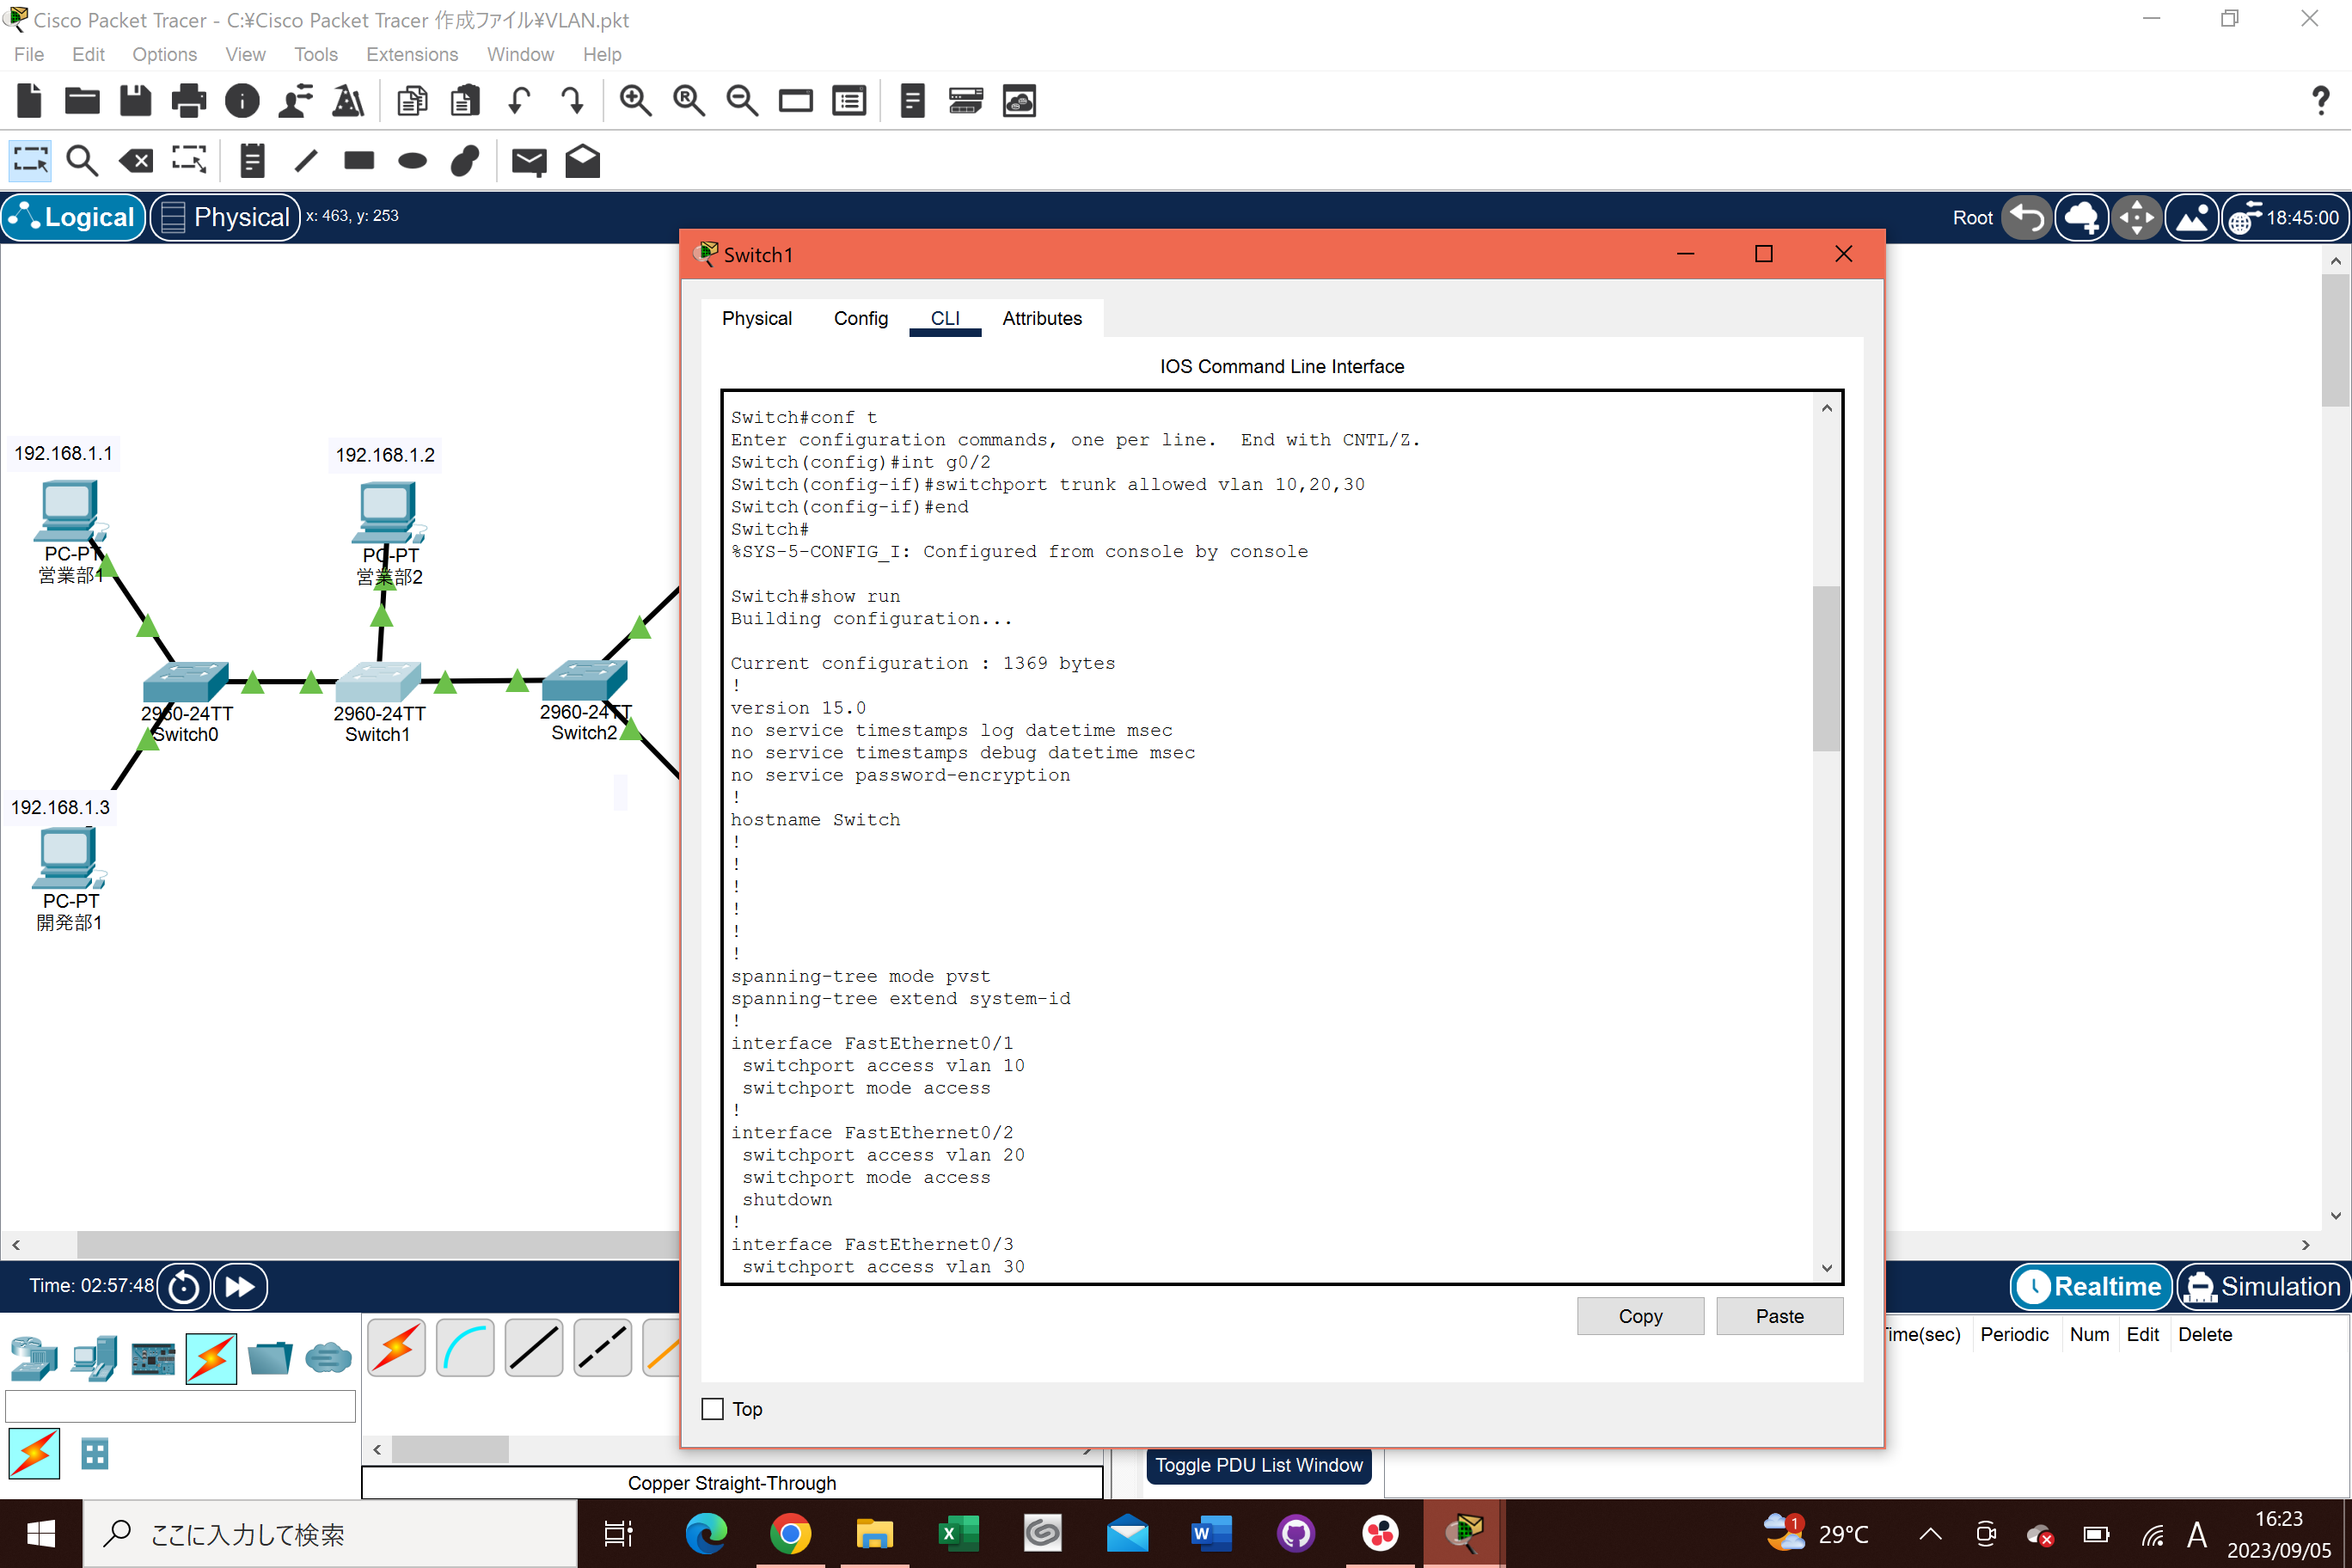 Cisco Packet Tracer - C:¥Cisco Packet Tracer 作成ファイル¥VLAN.pkt
File Edit Options View Tools Extensions Window Help
Logical Physical x: 463, y: 253 Root 18:45:00
Switch1
Physical Config CLI Attributes
IOS Command Line Interface
Switch#conf t
Enter configuration commands, one per line.  End with CNTL/Z.
Switch(config)#int g0/2
Switch(config-if)#switchport trunk allowed vlan 10,20,30
Switch(config-if)#end
Switch#
%SYS-5-CONFIG_I: Configured from console by console
Switch#show run
Building configuration...
Current configuration : 1369 bytes
!
version 15.0
no service timestamps log datetime msec
no service timestamps debug datetime msec
no service password-encryption
!
hostname Switch
!
!
!
!
!
!
spanning-tree mode pvst
spanning-tree extend system-id
!
interface FastEthernet0/1
switchport access vlan 10
switchport mode access
!
interface FastEthernet0/2
switchport access vlan 20
switchport mode access
shutdown
!
interface FastEthernet0/3
switchport access vlan 30
Copy Paste
Top
192.168.1.1
PC-PT
営業部1
192.168.1.2
PC-PT
営業部2
2960-24TT
Switch0
2960-24TT
Switch1
2960-24TT
Switch2
192.168.1.3
PC-PT
開発部1
Time: 02:57:48 Realtime Simulation
Time(sec) Periodic Num Edit Delete
Toggle PDU List Window
Copper Straight-Through
ここに入力して検索
1 29°C A 16:23
2023/09/05